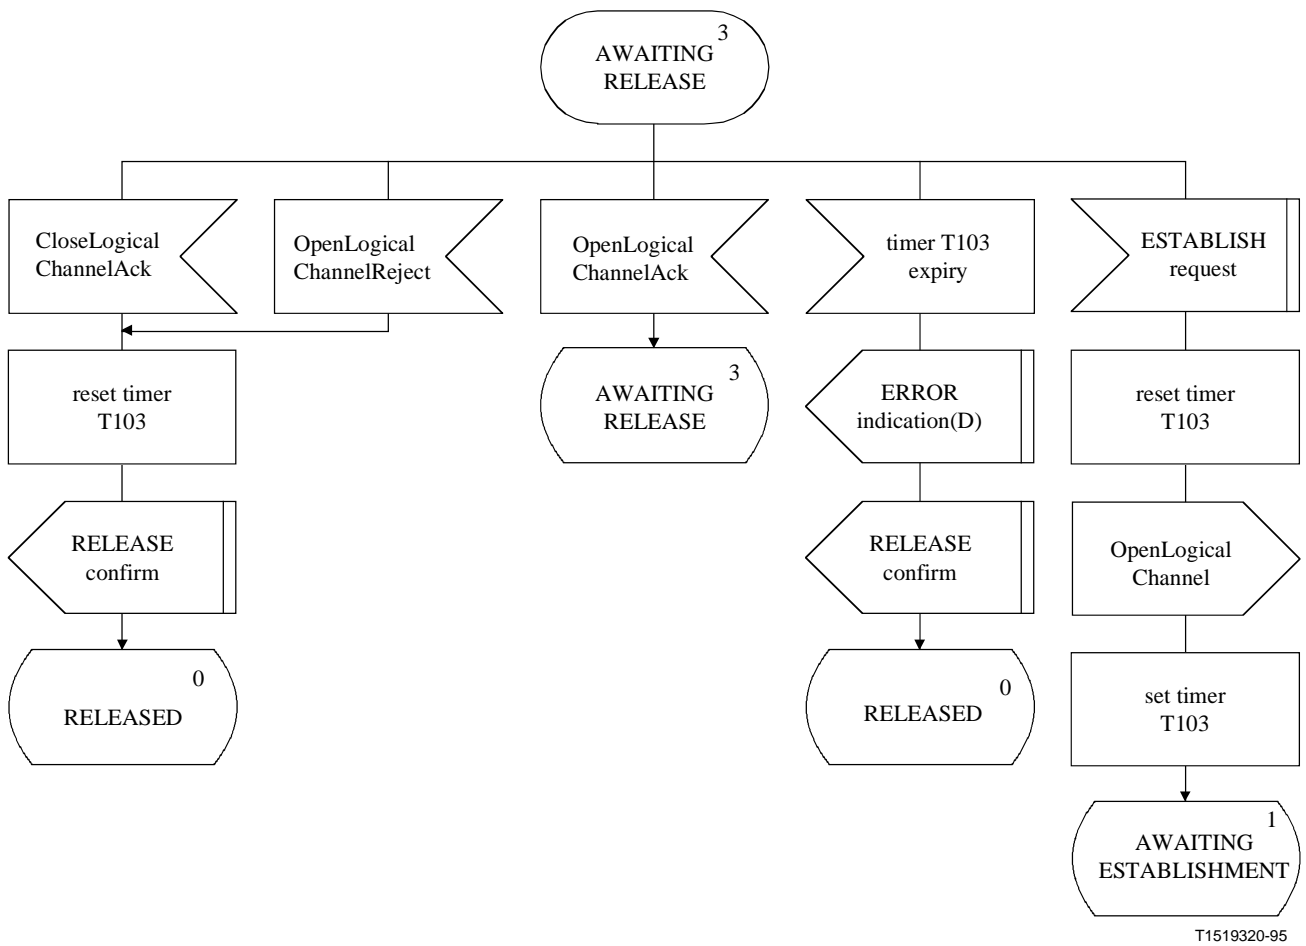 3
AWAITING
RELEASE
CloseLogical
ChannelAck
OpenLogical
ChannelReject
OpenLogical
ChannelAck
timer T103
expiry
ESTABLISH
request
reset timer
T103
3
AWAITING
RELEASE
ERROR
indication(D)
reset timer
T103
RELEASE
confirm
RELEASE
confirm
OpenLogical
Channel
0
RELEASED
0
RELEASED
set timer
T103
1
AWAITING
ESTABLISHMENT
T1519320-95